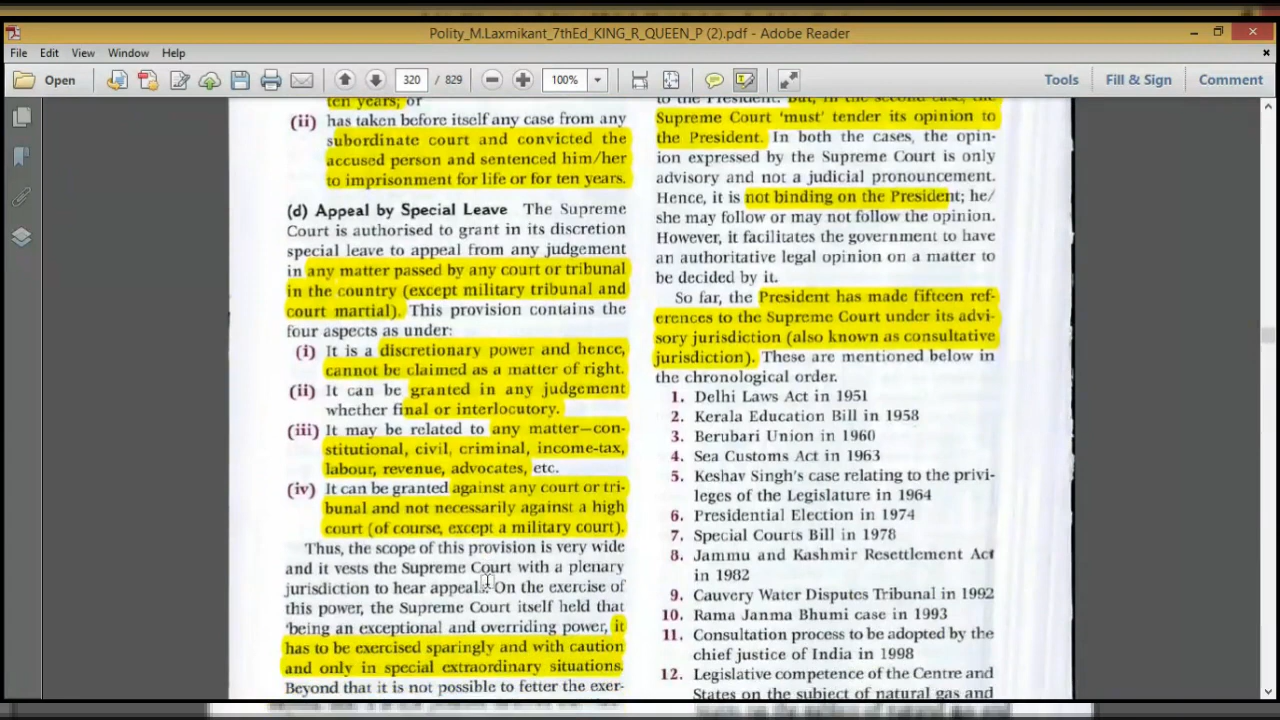 Polity_M.Laxmikant_7thEd_KING_R_QUEEN_P (2).pdf - Adobe Reader
File Edit View Window Help
Open 320 / 829 100% Tools Fill & Sign Comment
ten years; or
(ii) has taken before itself any case from any
subordinate court and convicted the
accused person and sentenced him/her
to imprisonment for life or for ten years.
(d) Appeal by Special Leave The Supreme
Court is authorised to grant in its discretion
special leave to appeal from any judgement
in any matter passed by any court or tribunal
in the country (except military tribunal and
court martial). This provision contains the
four aspects as under:
(i) It is a discretionary power and hence,
cannot be claimed as a matter of right.
(ii) It can be granted in any judgement
whether final or interlocutory.
(iii) It may be related to any matter—con-
stitutional, civil, criminal, income-tax,
labour, revenue, advocates, etc.
(iv) It can be granted against any court or tri-
bunal and not necessarily against a high
court (of course, except a military court).
Thus, the scope of this provision is very wide
and it vests the Supreme Court with a plenary
jurisdiction to hear appeal. On the exercise of
this power, the Supreme Court itself held that
'being an exceptional and overriding power, it
has to be exercised sparingly and with caution
and only in special extraordinary situations.
Beyond that it is not possible to fetter the exer-
to the President. But, in the second case, the
Supreme Court 'must' tender its opinion to
the President. In both the cases, the opin-
ion expressed by the Supreme Court is only
advisory and not a judicial pronouncement.
Hence, it is not binding on the President; he/
she may follow or may not follow the opinion.
However, it facilitates the government to have
an authoritative legal opinion on a matter to
be decided by it.
So far, the President has made fifteen ref-
erences to the Supreme Court under its advi-
sory jurisdiction (also known as consultative
jurisdiction). These are mentioned below in
the chronological order.
1. Delhi Laws Act in 1951
2. Kerala Education Bill in 1958
3. Berubari Union in 1960
4. Sea Customs Act in 1963
5. Keshav Singh's case relating to the privi-
leges of the Legislature in 1964
6. Presidential Election in 1974
7. Special Courts Bill in 1978
8. Jammu and Kashmir Resettlement Act
in 1982
9. Cauvery Water Disputes Tribunal in 1992
10. Rama Janma Bhumi case in 1993
11. Consultation process to be adopted by the
chief justice of India in 1998
12. Legislative competence of the Centre and
States on the subject of natural gas and